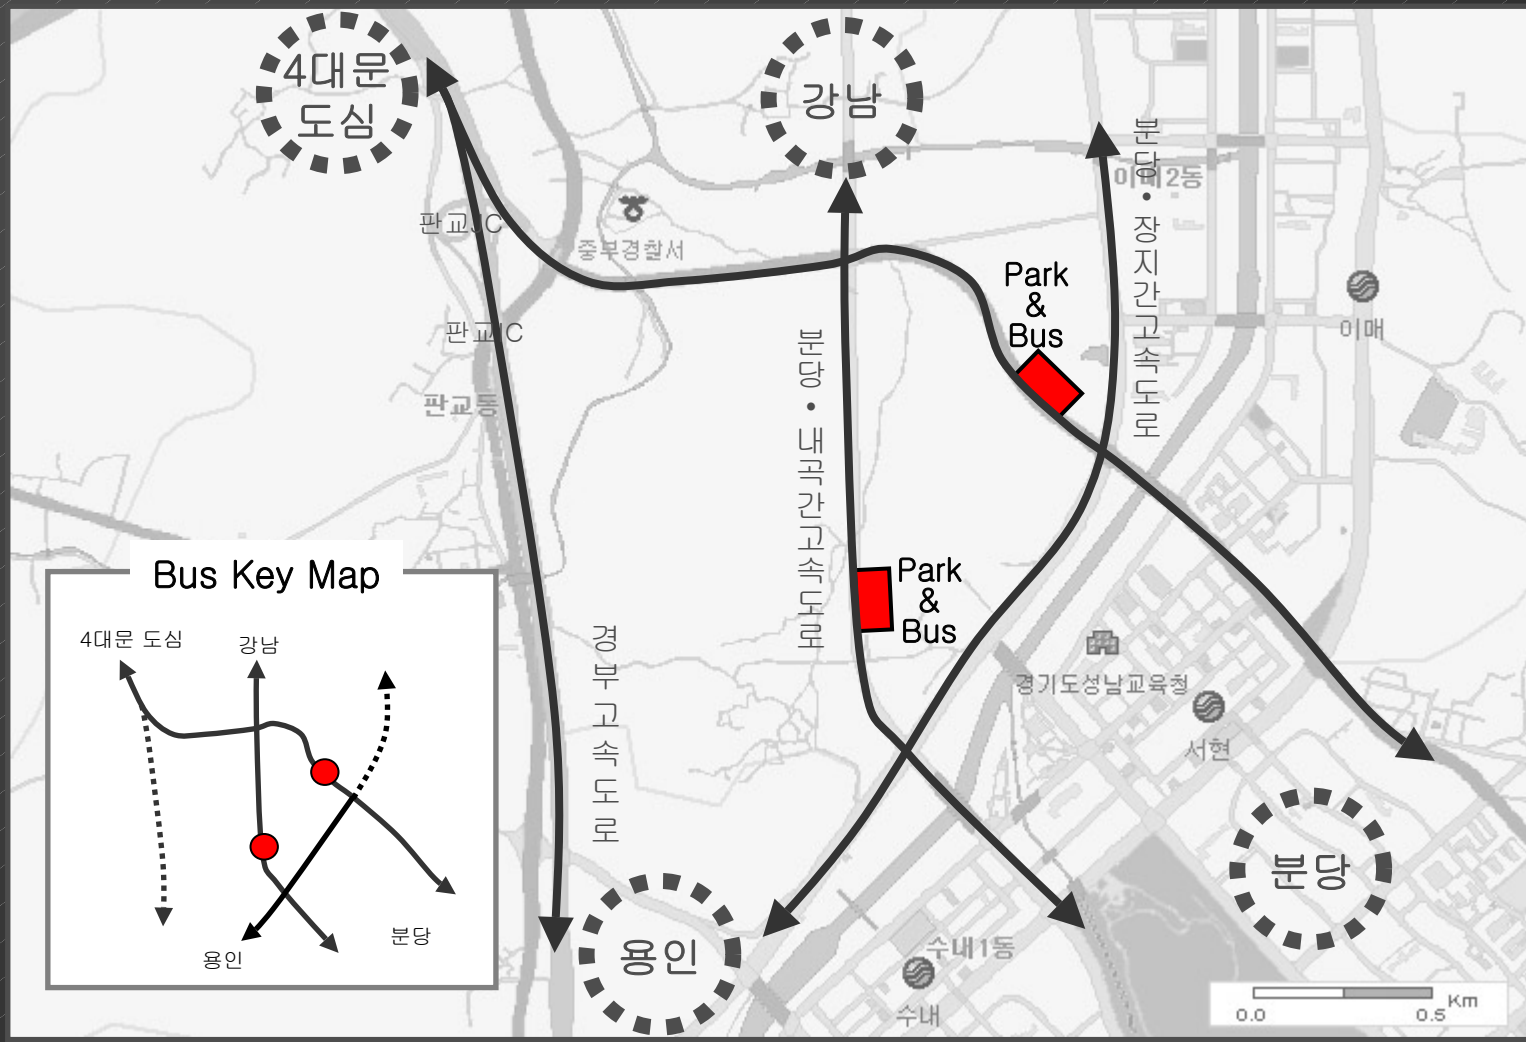 4대문
도심
강남
분당・장지간고속도로
이매2동
판교JC
중부경찰서
Park
&
Bus
이매
판교IC
분당・내곡간고속도로
판교동
Park
&
Bus
Bus Key Map
4대문 도심
강남
용인
분당
경부고속도로
경기도성남교육청
서현
분당
용인
수내1동
수내
Km
0.0
0.5